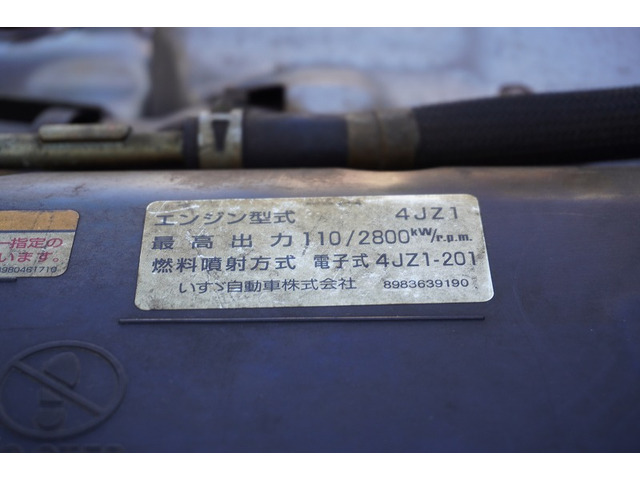 エンジン型式 4JZ1
最高出力 110/2800kW/r.p.m.
燃料噴射方式 電子式 4JZ1-201
いすゞ自動車株式会社 8983639190
指定の
います。
8980461710